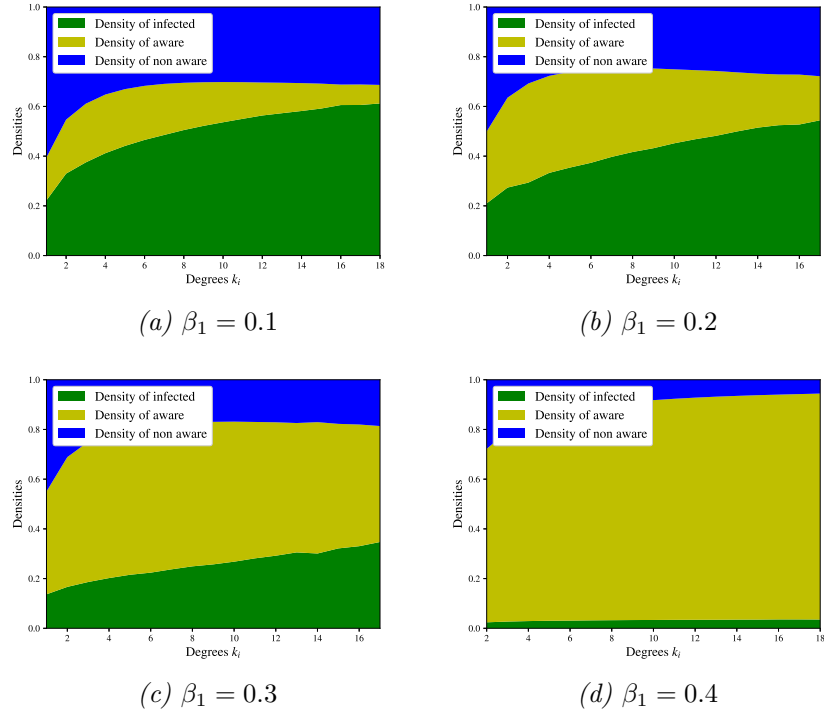 1.0
0.8
0.6
0.4
0.2
0.0
Densities
Density of infected
Density of aware
Density of non aware
2 4 6 8 10 12 14 16 18
Degrees k_i
(a) β₁ = 0.1
1.0
0.8
0.6
0.4
0.2
0.0
Densities
Density of infected
Density of aware
Density of non aware
2 4 6 8 10 12 14 16
Degrees k_i
(b) β₁ = 0.2
1.0
0.8
0.6
0.4
0.2
0.0
Densities
Density of infected
Density of aware
Density of non aware
2 4 6 8 10 12 14 16
Degrees k_i
(c) β₁ = 0.3
1.0
0.8
0.6
0.4
0.2
0.0
Densities
Density of infected
Density of aware
Density of non aware
2 4 6 8 10 12 14 16 18
Degrees k_i
(d) β₁ = 0.4